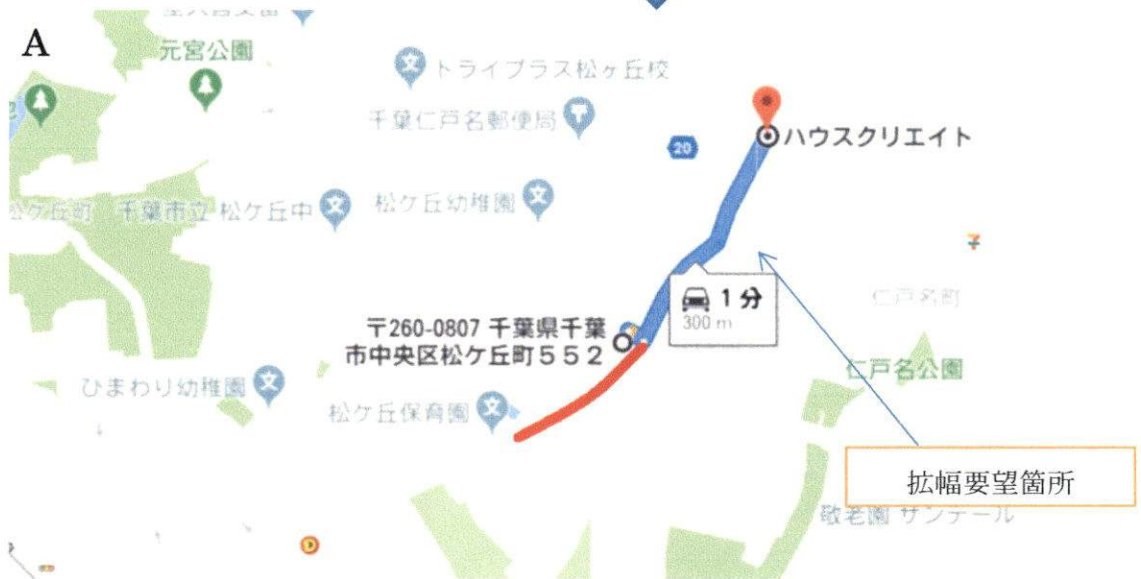 A
元宮公園
トライプラス松ヶ丘校
千葉仁戸名郵便局
20
ハウスクリエイト
松ケ丘町
千葉市立 松ケ丘中
松ケ丘幼稚園
1 分
300 m
仁戸名町
〒260-0807 千葉県千葉
市中央区松ケ丘町５５２
仁戸名公園
ひまわり幼稚園
松ケ丘保育園
拡幅要望箇所
敬老園 サンテール